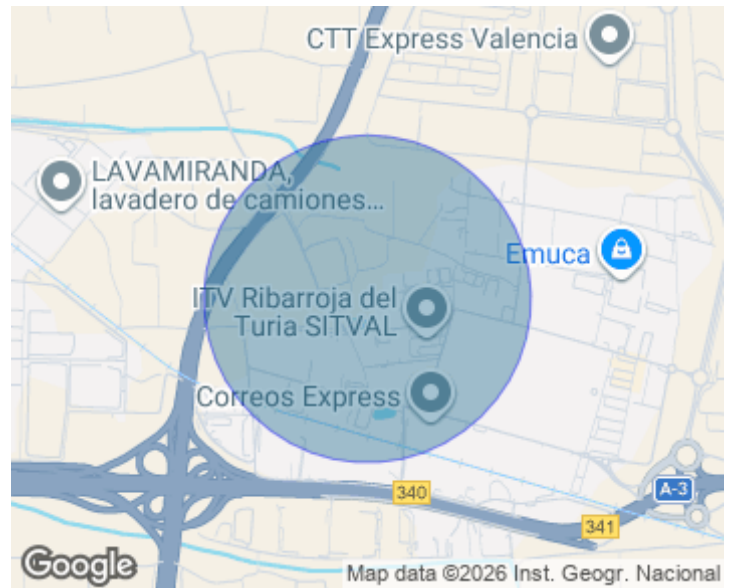 CTT Express Valencia
LAVAMIRANDA,
lavadero de camiones...
Emuca
ITV Ribarroja del
Turia SITVAL
Correos Express
340
A-3
341
Google
Map data ©2026 Inst. Geogr. Nacional